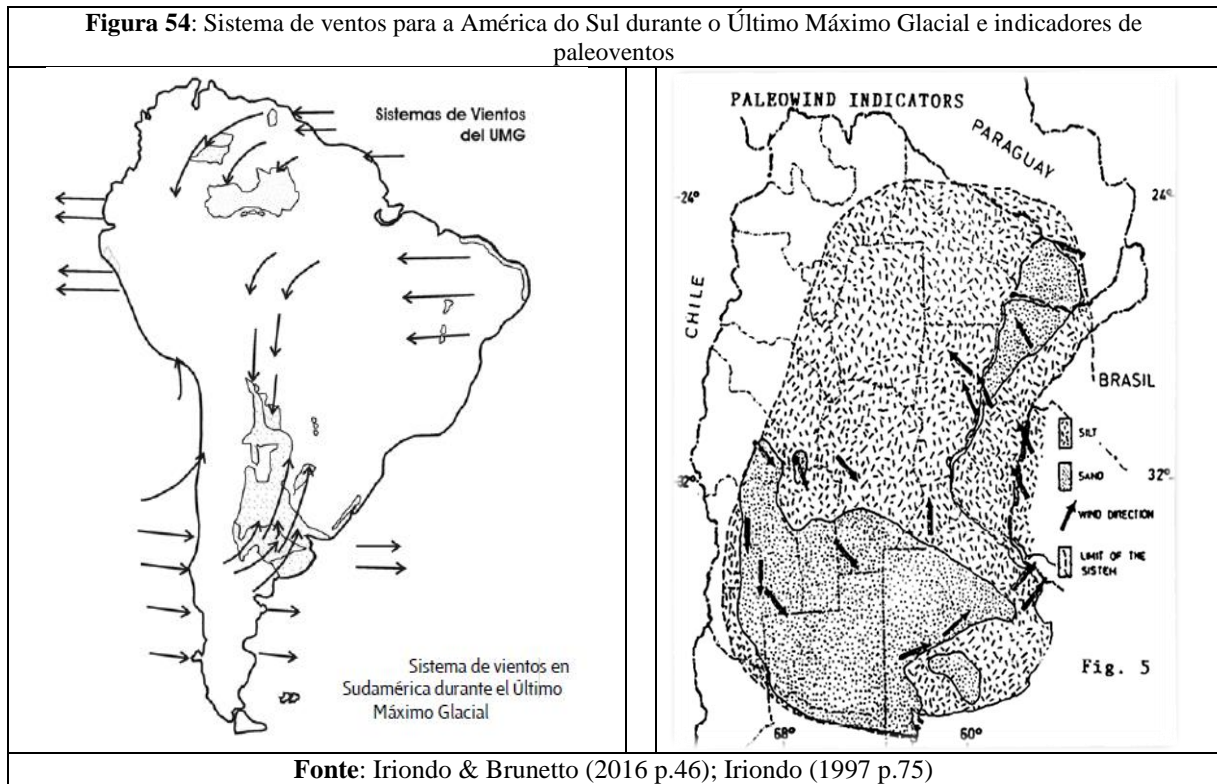 Figura 54: Sistema de ventos para a América do Sul durante o Último Máximo Glacial e indicadores de
paleoventos
Sistemas de Vientos
del UMG
Sistema de vientos en
Sudamérica durante el Último
Máximo Glacial
PALEOWIND INDICATORS
PARAGUAY
24°
24°
CHILE
BRASIL
SILT
SAND
32°
32°
WIND DIRECTION
LIMIT OF THE
SISTEM
Fig. 5
68°
60°
Fonte: Iriondo & Brunetto (2016 p.46); Iriondo (1997 p.75)